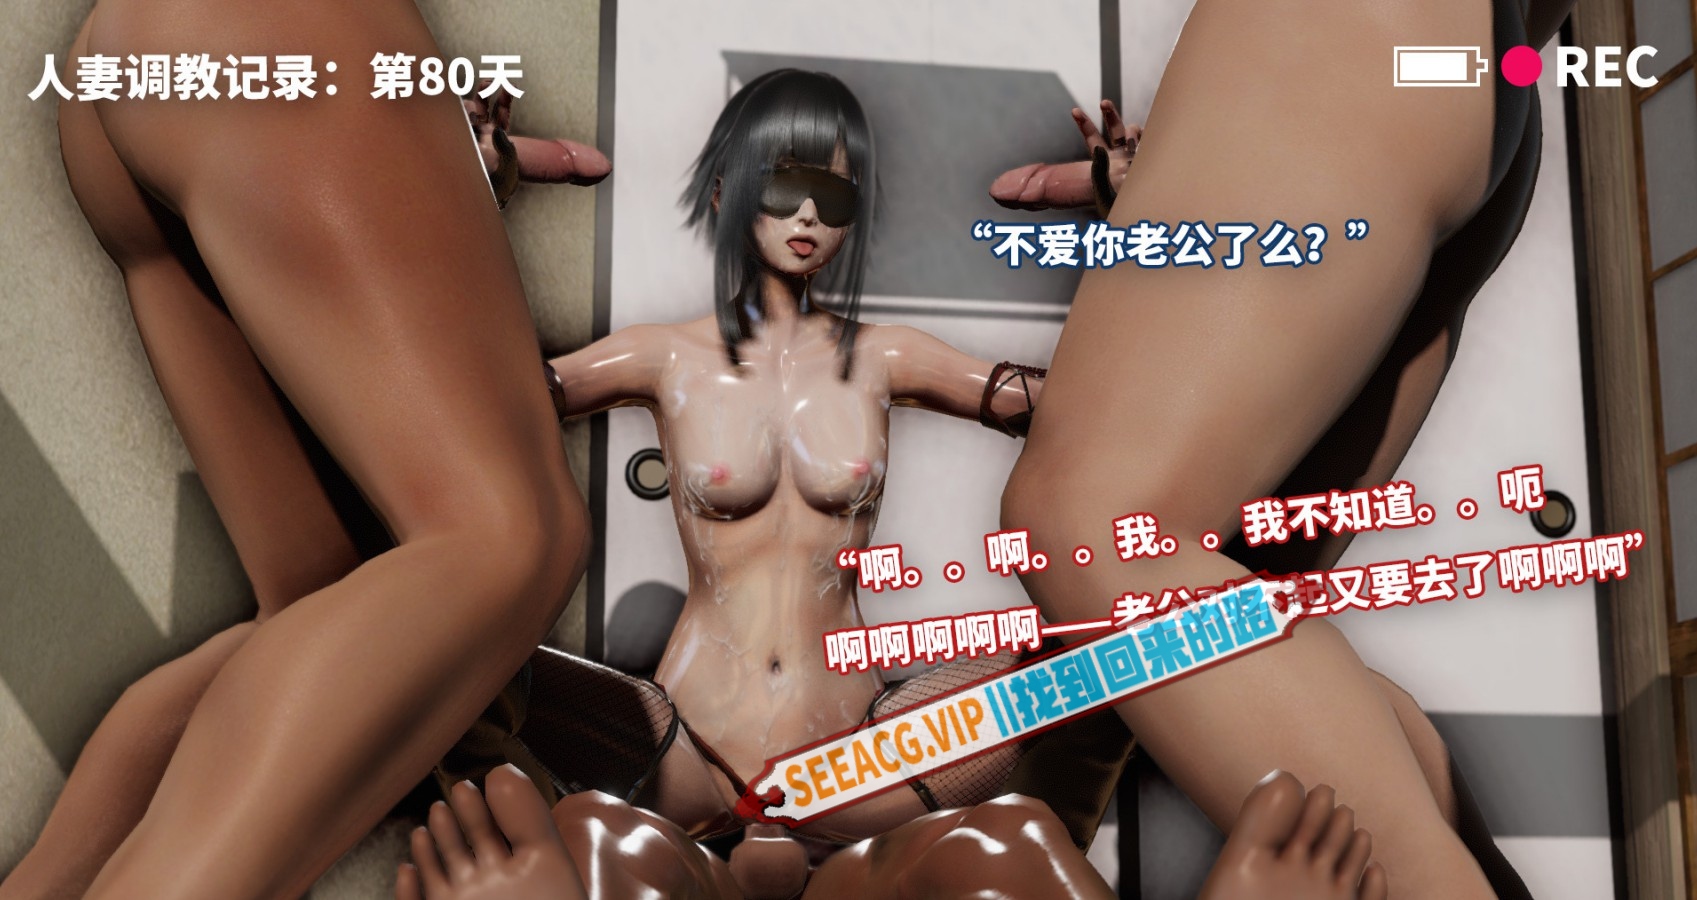 人妻调教记录：第80天
REC
“不爱你老公了么？”
“啊。。啊。。我。。我不知道。。呃
啊啊啊啊啊——老公 起又要去了啊啊啊”
SEEACG.VIP||找到回来的路